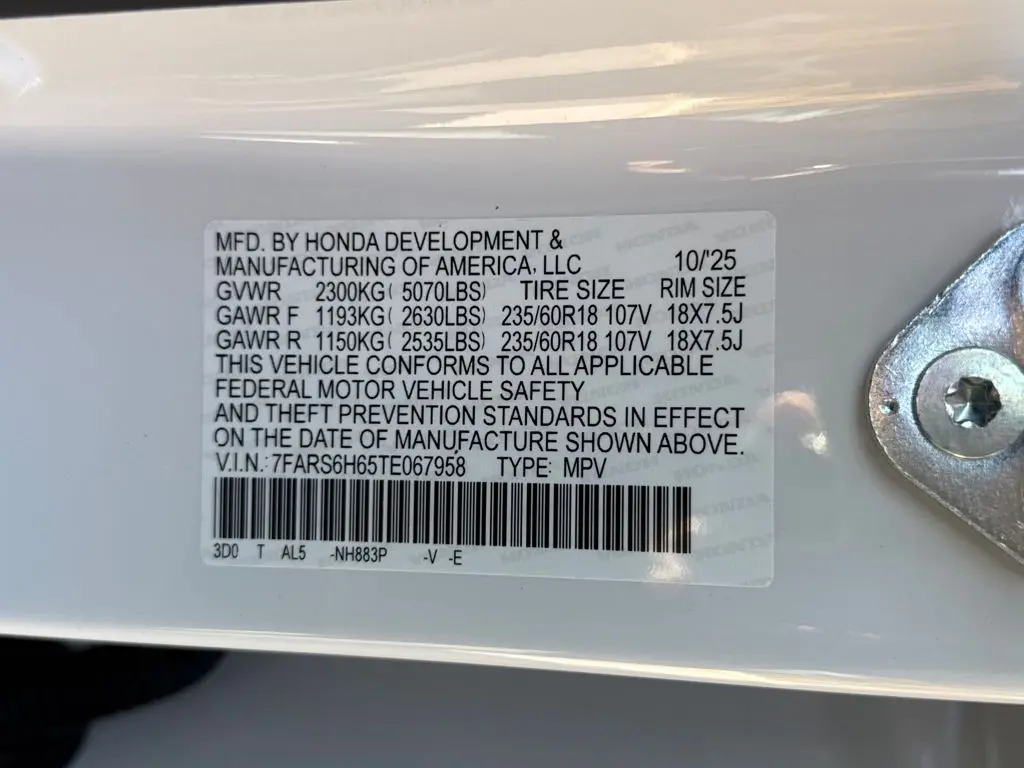 MFD. BY HONDA DEVELOPMENT &
MANUFACTURING OF AMERICA, LLC 10/'25
GVWR 2300KG( 5070LBS) TIRE SIZE RIM SIZE
GAWR F 1193KG( 2630LBS) 235/60R18 107V 18X7.5J
GAWR R 1150KG( 2535LBS) 235/60R18 107V 18X7.5J
THIS VEHICLE CONFORMS TO ALL APPLICABLE
FEDERAL MOTOR VEHICLE SAFETY
AND THEFT PREVENTION STANDARDS IN EFFECT
ON THE DATE OF MANUFACTURE SHOWN ABOVE.
V.I.N.: 7FARS6H65TE067958 TYPE: MPV
3D0 T AL5 -NH883P -V -E